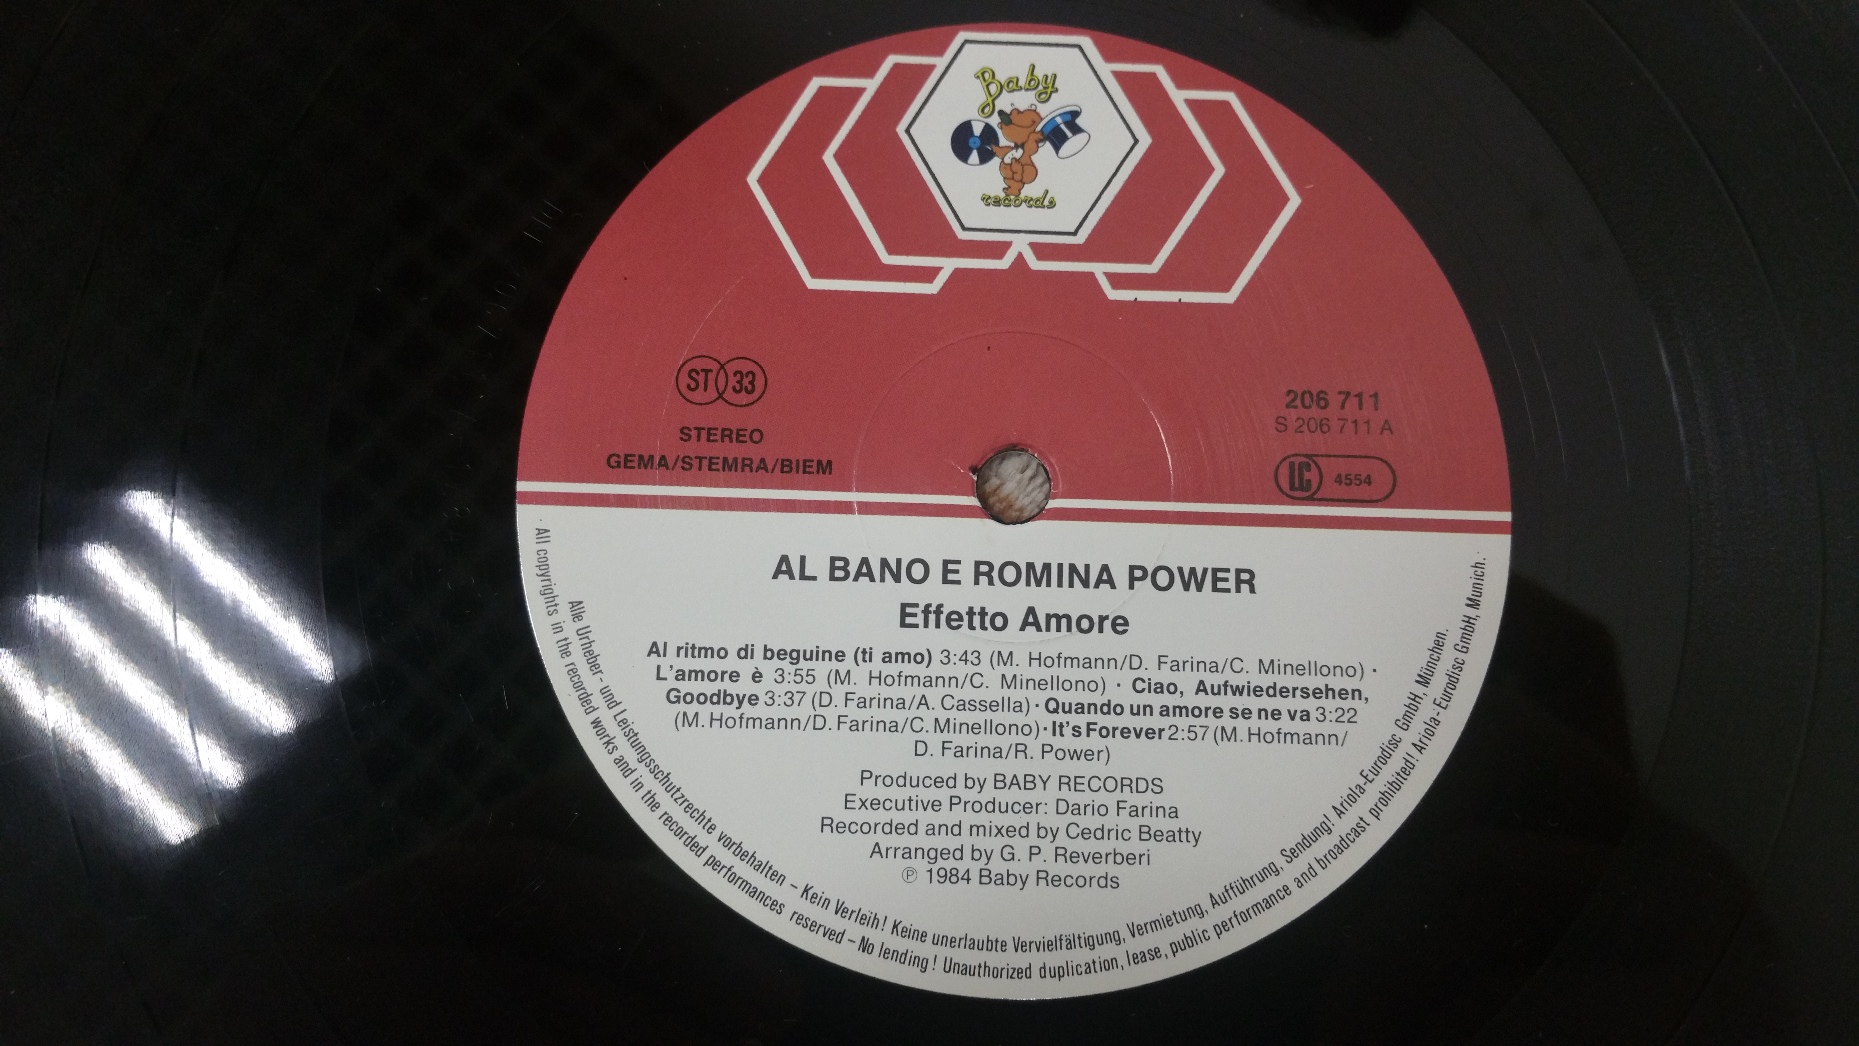 Baby
records
ST 33
STEREO
GEMA/STEMRA/BIEM
206 711
S 206 711 A
LC 4554
AL BANO E ROMINA POWER
Effetto Amore
Al ritmo di beguine (ti amo) 3:43 (M. Hofmann/D. Farina/C. Minellono) ·
L'amore è 3:55 (M. Hofmann/C. Minellono) · Ciao, Aufwiedersehen,
Goodbye 3:37 (D. Farina/A. Cassella) · Quando un amore se ne va 3:22
(M. Hofmann/D. Farina/C. Minellono) · It's Forever 2:57 (M. Hofmann/
D. Farina/R. Power)
Produced by BABY RECORDS
Executive Producer: Dario Farina
Recorded and mixed by Cedric Beatty
Arranged by G. P. Reverberi
℗ 1984 Baby Records
Alle Urheber- und Leistungsschutzrechte vorbehalten – Kein Verleih! Keine unerlaubte Vervielfältigung, Vermietung, Aufführung, Sendung! Ariola-Eurodisc GmbH, München.
· All copyrights in the recorded works and in the recorded performances reserved – No lending! Unauthorized duplication, lease, public performance and broadcast prohibited! Ariola-Eurodisc GmbH, Munich. ·